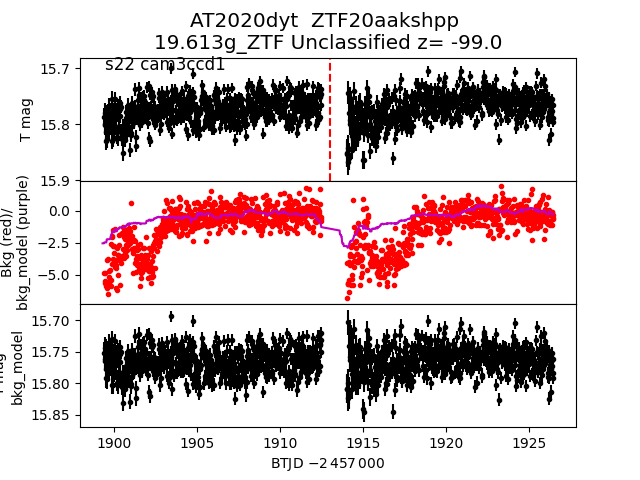 AT2020dyt ZTF20aakshpp
19.613g_ZTF Unclassified z= -99.0
s22 cam3ccd1
15.7
15.8
15.9
T mag
0.0
−2.5
−5.0
Bkg (red)/
bkg_model (purple)
15.70
15.75
15.80
15.85
mag
bkg_model
1900
1905
1910
1915
1920
1925
BTJD −2 457 000